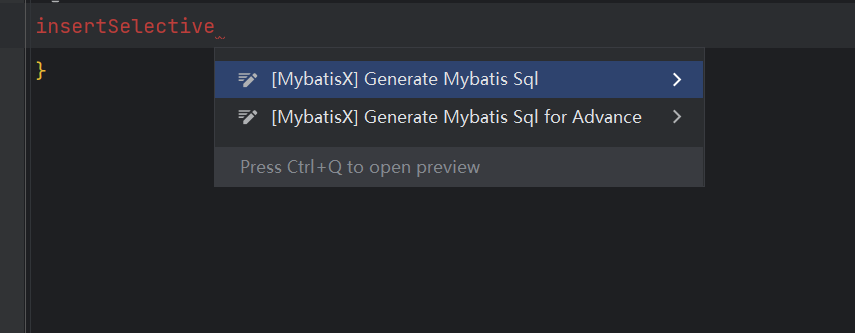 insertSelective
}
[MybatisX] Generate Mybatis Sql
[MybatisX] Generate Mybatis Sql for Advance
Press Ctrl+Q to open preview